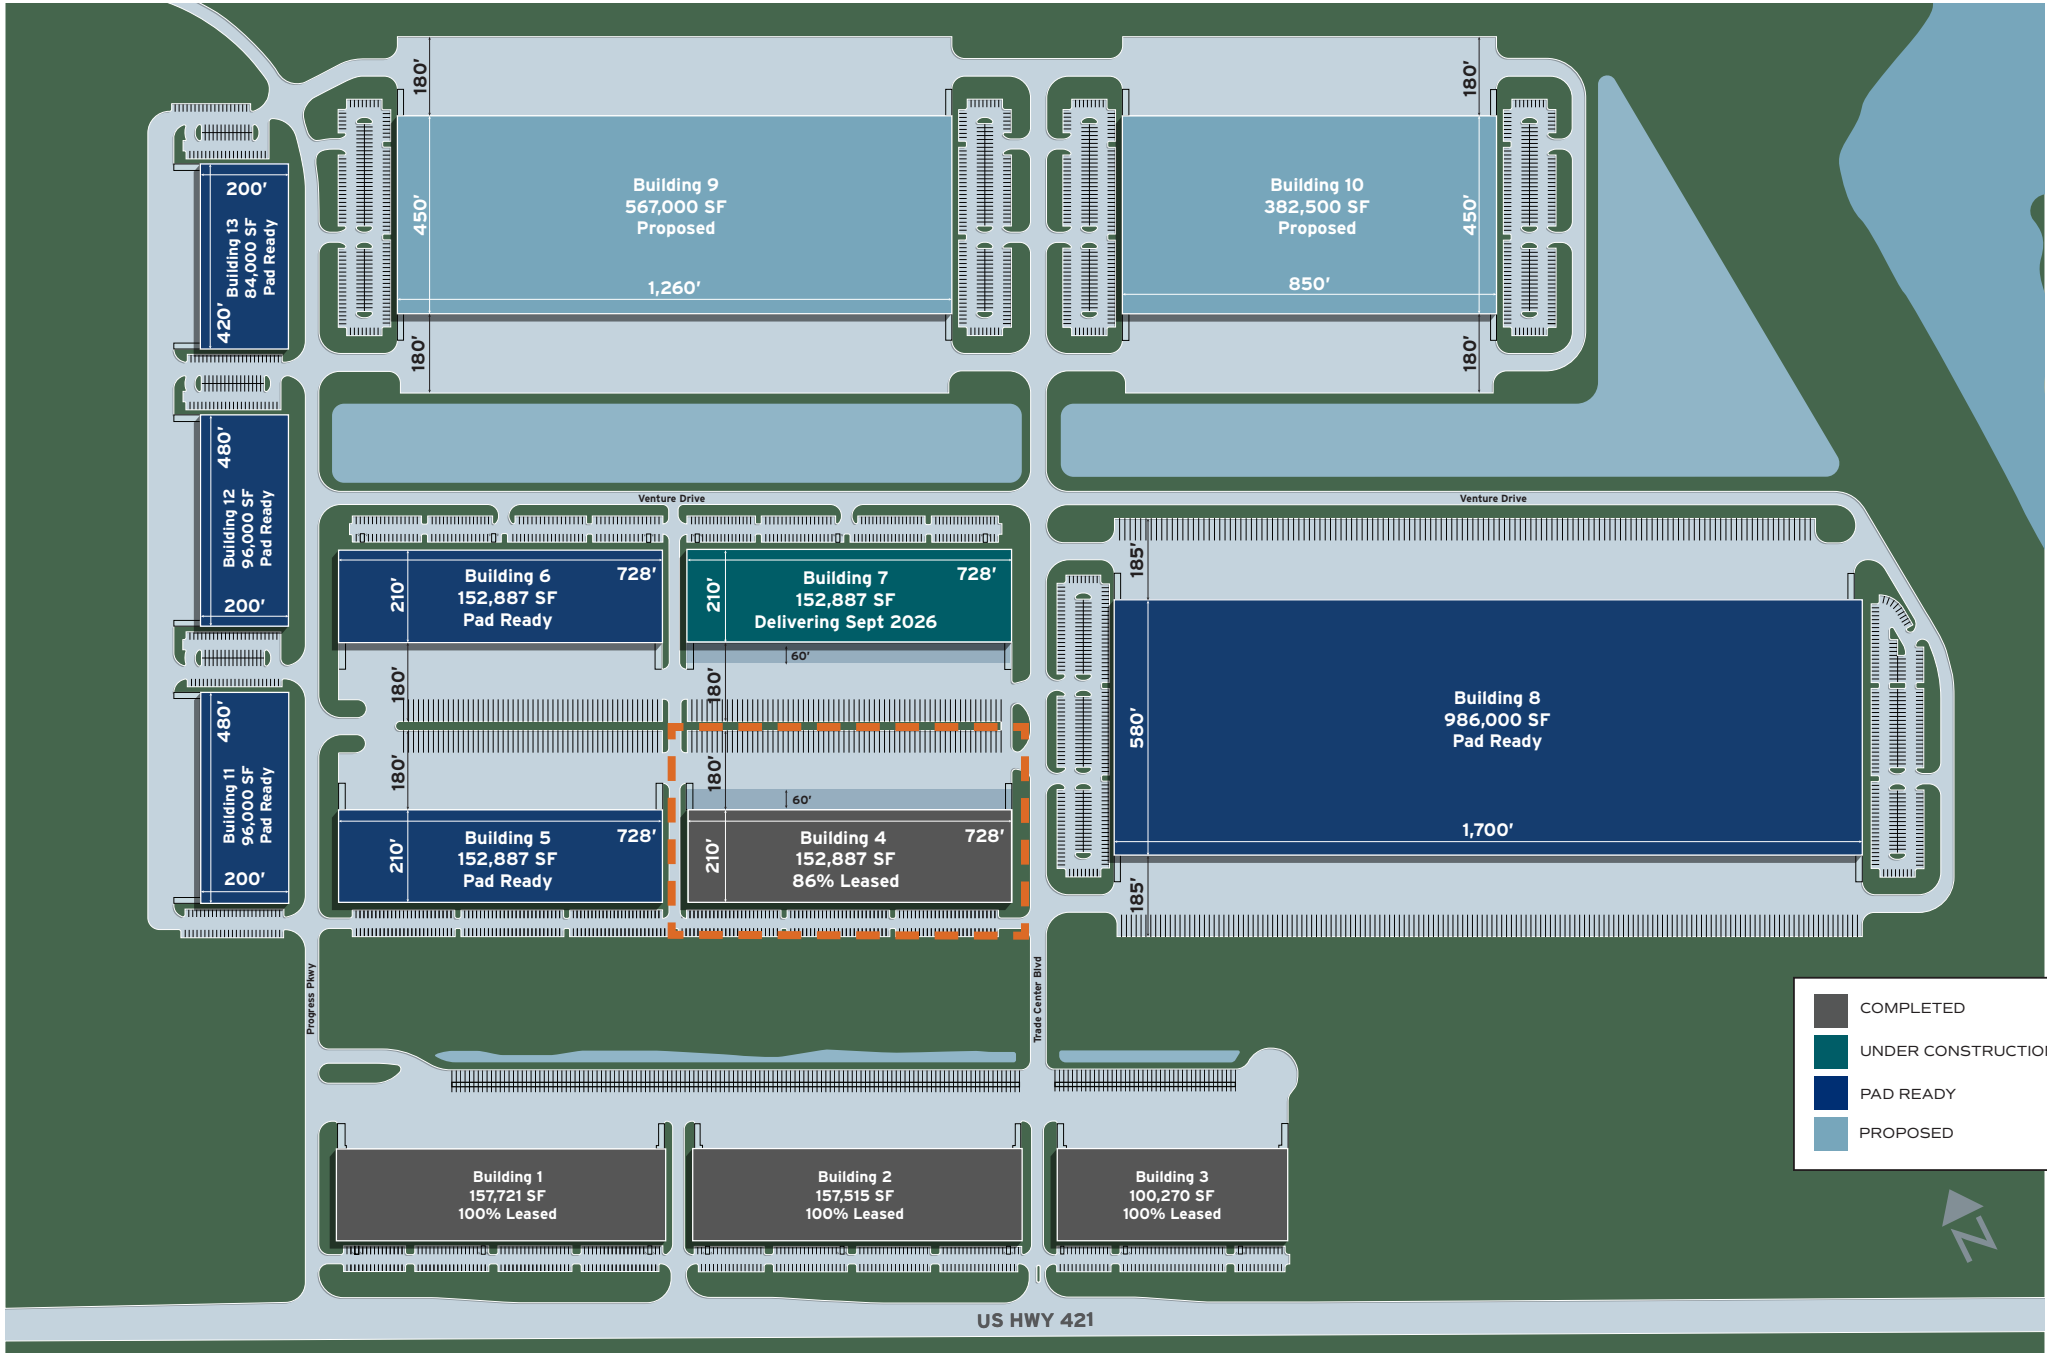 180′
180′
Building 9
567,000 SF
Proposed
450′
1,260′
180′
Building 10
382,500 SF
Proposed
450′
850′
180′
200′
Building 13
84,000 SF
Pad Ready
420′
480′
Building 12
96,000 SF
Pad Ready
200′
480′
Building 11
96,000 SF
Pad Ready
200′
Venture Drive
Venture Drive
Building 6
152,887 SF
Pad Ready
728′
210′
180′
Building 7
152,887 SF
Delivering Sept 2026
728′
210′
60′
180′
180′
Building 5
152,887 SF
Pad Ready
728′
210′
180′
60′
Building 4
152,887 SF
86% Leased
728′
210′
185′
Building 8
986,000 SF
Pad Ready
580′
1,700′
185′
Progress Pkwy
Trade Center Blvd
COMPLETED
UNDER CONSTRUCTION
PAD READY
PROPOSED
Building 1
157,721 SF
100% Leased
Building 2
157,515 SF
100% Leased
Building 3
100,270 SF
100% Leased
N
US HWY 421